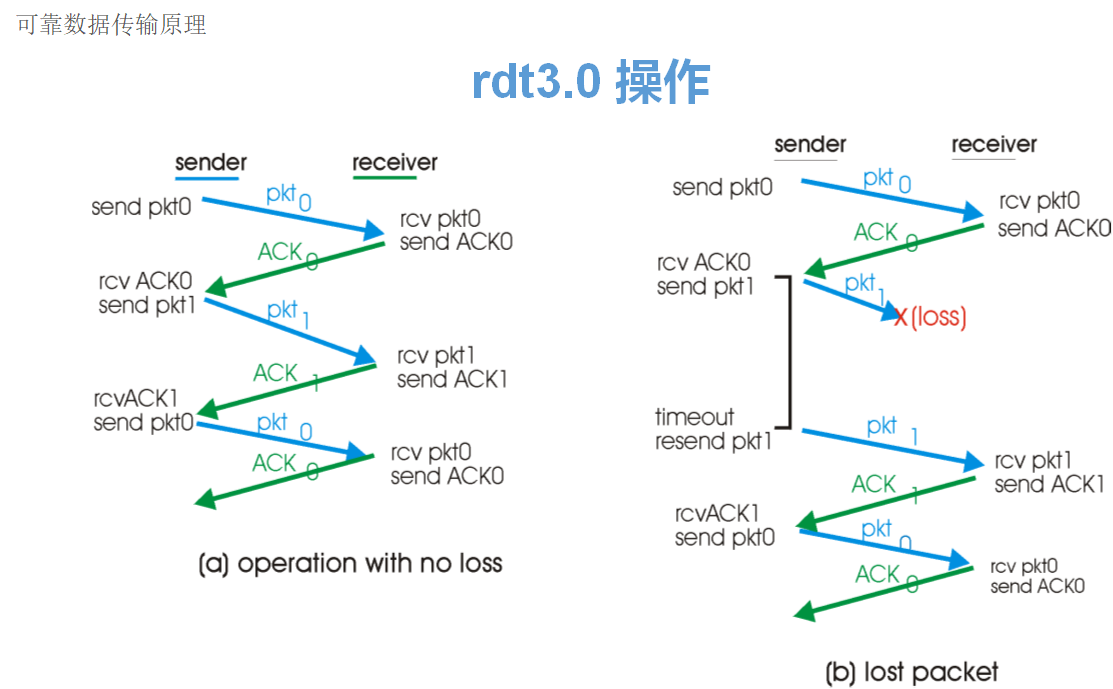 可靠数据传输原理
rdt3.0 操作
sender
receiver
send pkt0
pkt 0
rcv pkt0
send ACK0
ACK 0
rcv ACK0
send pkt1
pkt 1
rcv pkt1
send ACK1
ACK 1
rcvACK1
send pkt0
pkt 0
rcv pkt0
send ACK0
ACK 0
(a) operation with no loss
sender
receiver
send pkt0
pkt 0
rcv pkt0
send ACK0
ACK 0
rcv ACK0
send pkt1
pkt 1
X (loss)
timeout
resend pkt1
pkt 1
rcv pkt1
send ACK1
ACK 1
rcvACK1
send pkt0
pkt 0
rcv pkt0
send ACK0
ACK 0
(b) lost packet